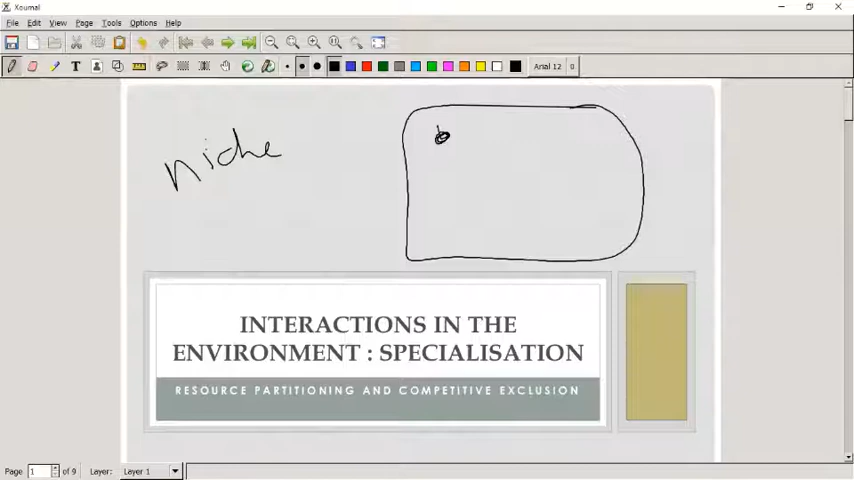 Xournal
File Edit View Page Tools Options Help
T Arial 12 0
niche
INTERACTIONS IN THE
ENVIRONMENT : SPECIALISATION
RESOURCE PARTITIONING AND COMPETITIVE EXCLUSION
Page 1 of 9 Layer: Layer 1